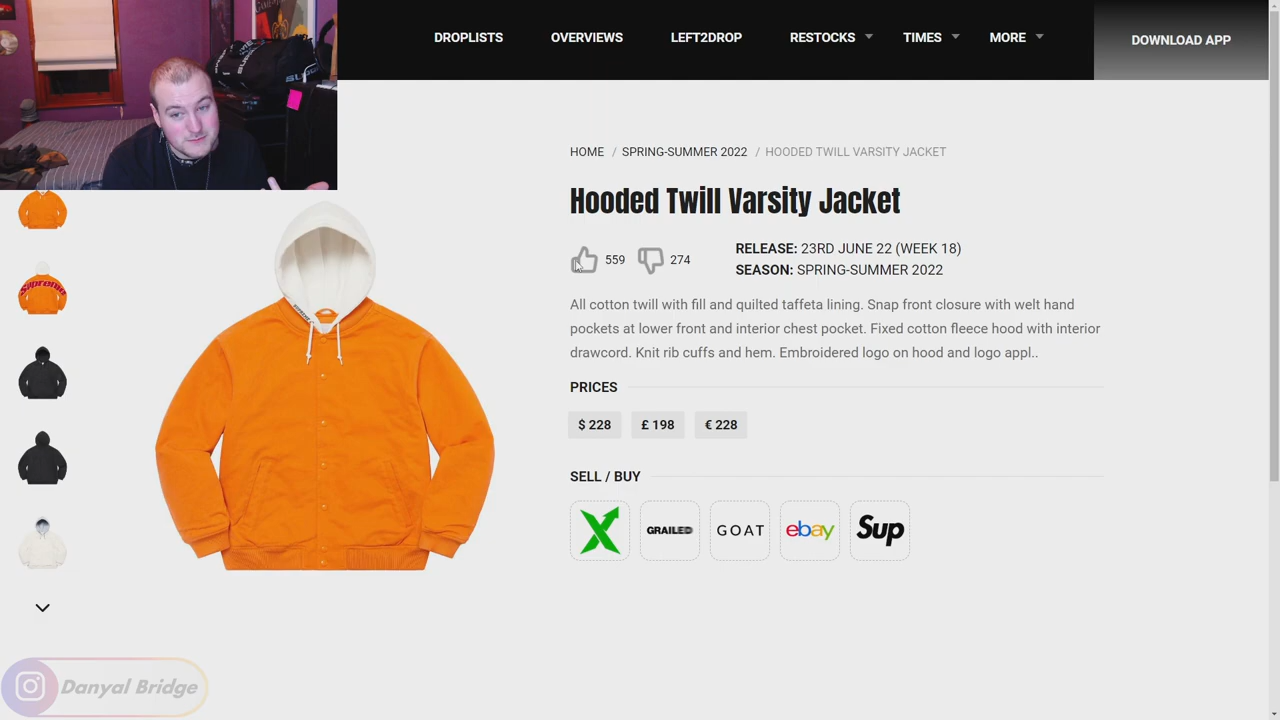 DROPLISTS
OVERVIEWS
LEFT2DROP
RESTOCKS
TIMES
MORE
DOWNLOAD APP
HOME / SPRING-SUMMER 2022 / HOODED TWILL VARSITY JACKET
Hooded Twill Varsity Jacket
559
274
RELEASE: 23RD JUNE 22 (WEEK 18)
SEASON: SPRING-SUMMER 2022
All cotton twill with fill and quilted taffeta lining. Snap front closure with welt hand
pockets at lower front and interior chest pocket. Fixed cotton fleece hood with interior
drawcord. Knit rib cuffs and hem. Embroidered logo on hood and logo appl..
PRICES
$ 228
£ 198
€ 228
SELL / BUY
GRAILED
GOAT
ebay
Sup
Supreme
Danyal Bridge